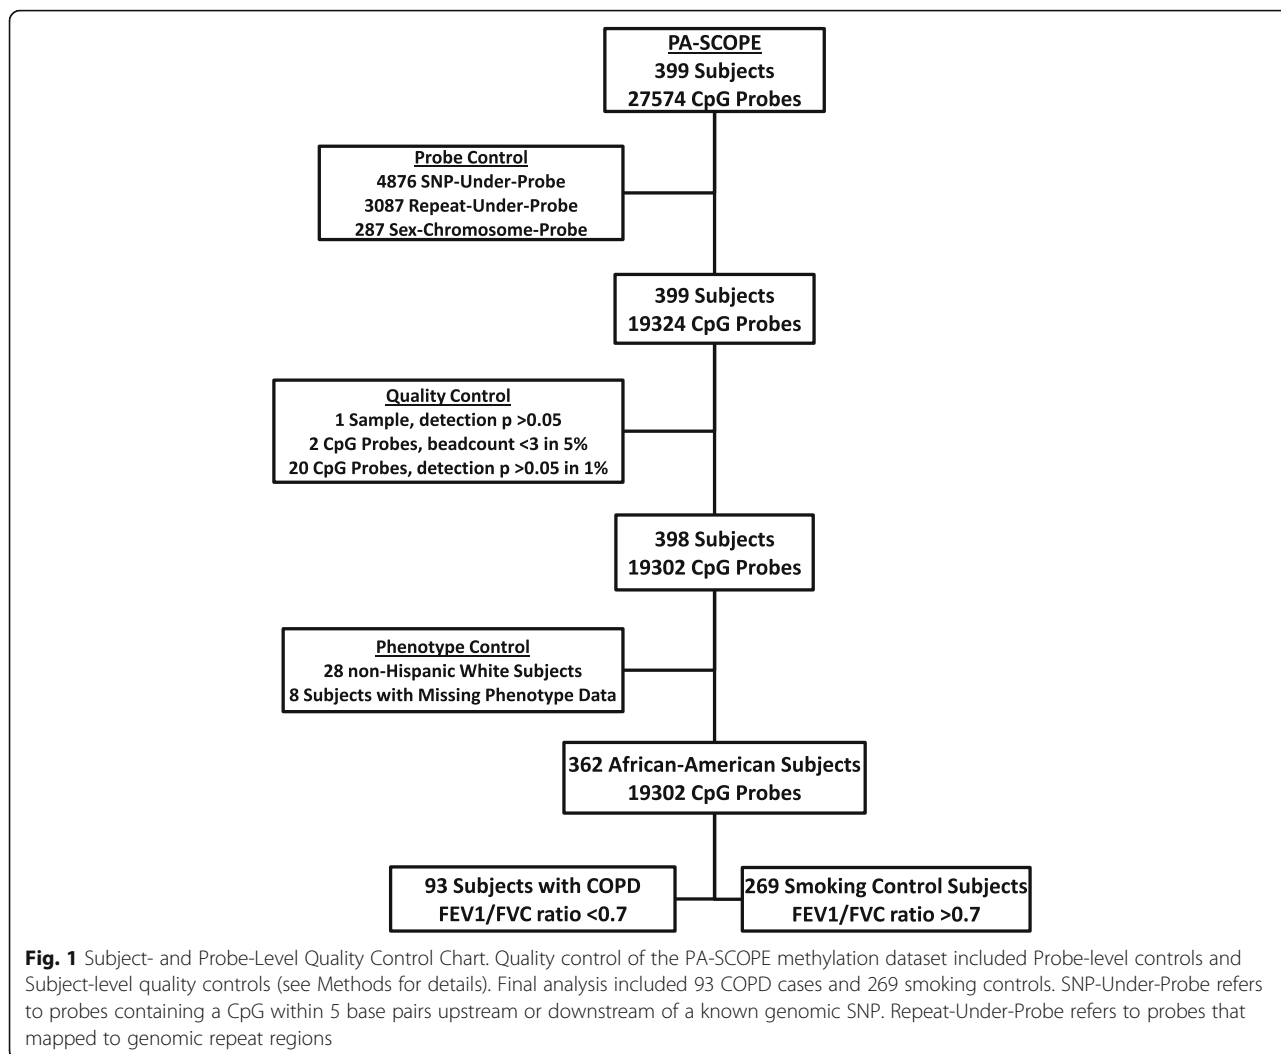 PA-SCOPE
399 Subjects
27574 CpG Probes
Probe Control
4876 SNP-Under-Probe
3087 Repeat-Under-Probe
287 Sex-Chromosome-Probe
399 Subjects
19324 CpG Probes
Quality Control
1 Sample, detection p >0.05
2 CpG Probes, beadcount <3 in 5%
20 CpG Probes, detection p >0.05 in 1%
398 Subjects
19302 CpG Probes
Phenotype Control
28 non-Hispanic White Subjects
8 Subjects with Missing Phenotype Data
362 African-American Subjects
19302 CpG Probes
93 Subjects with COPD
FEV1/FVC ratio <0.7
269 Smoking Control Subjects
FEV1/FVC ratio >0.7
Fig. 1 Subject- and Probe-Level Quality Control Chart. Quality control of the PA-SCOPE methylation dataset included Probe-level controls and
Subject-level quality controls (see Methods for details). Final analysis included 93 COPD cases and 269 smoking controls. SNP-Under-Probe refers
to probes containing a CpG within 5 base pairs upstream or downstream of a known genomic SNP. Repeat-Under-Probe refers to probes that
mapped to genomic repeat regions